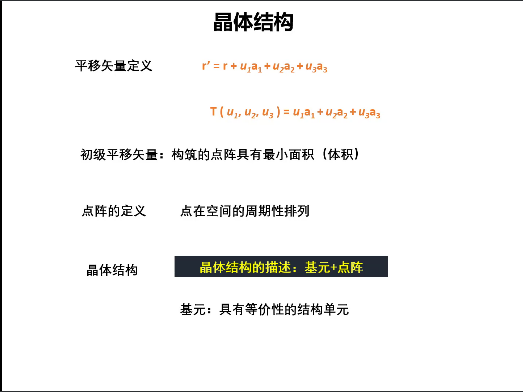 晶体结构
平移矢量定义 r′ = r + u₁a₁ + u₂a₂ + u₃a₃
T ( u₁, u₂, u₃ ) = u₁a₁ + u₂a₂ + u₃a₃
初级平移矢量：构筑的点阵具有最小面积（体积）
点阵的定义 点在空间的周期性排列
晶体结构 晶体结构的描述：基元+点阵
基元：具有等价性的结构单元